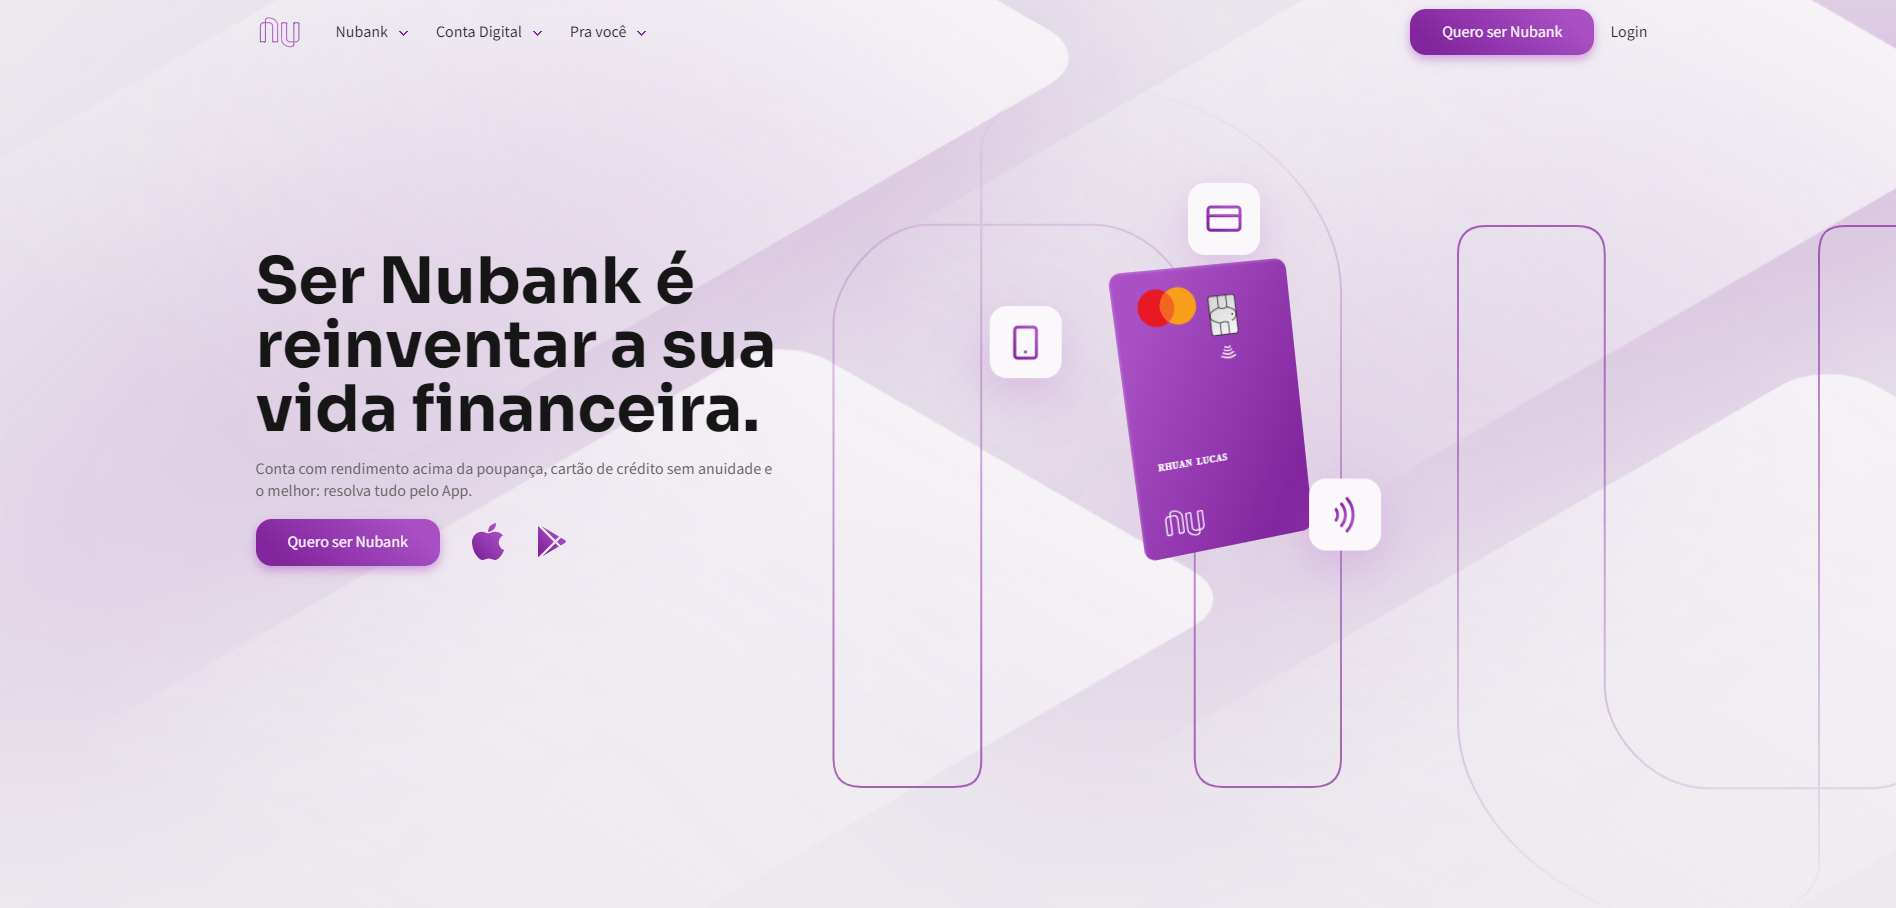 nu
Nubank
Conta Digital
Pra você
Quero ser Nubank
Login
Ser Nubank é
reinventar a sua
vida financeira.
Conta com rendimento acima da poupança, cartão de crédito sem anuidade e
o melhor: resolva tudo pelo App.
Quero ser Nubank
RHUAN LUCAS
nu